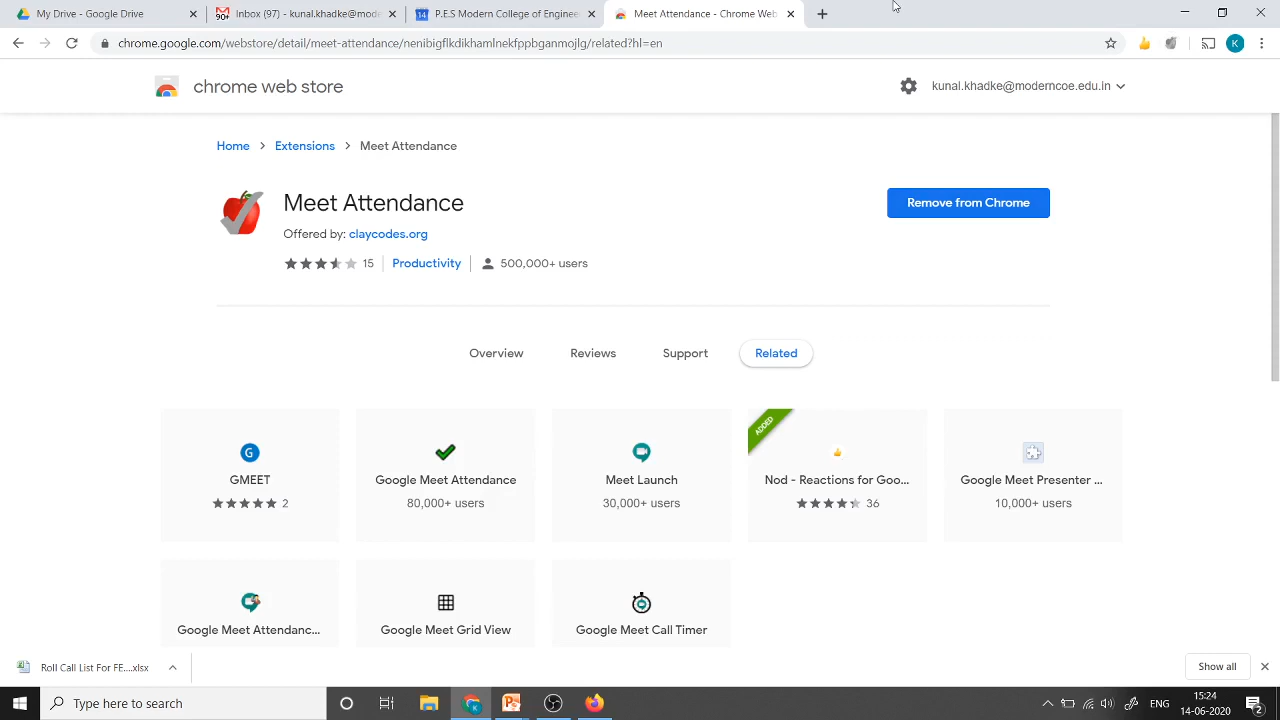 My Drive - Google Drive
Inbox (97) - kunal.khadke@mode
P.E.S Modern College of Enginee
Meet Attendance - Chrome Web
chrome.google.com/webstore/detail/meet-attendance/nenibigflkdikhamlnekfppbganmojlg/related?hl=en
K
chrome web store
kunal.khadke@moderncoe.edu.in
Home > Extensions > Meet Attendance
Meet Attendance
Remove from Chrome
Offered by: claycodes.org
15 Productivity 500,000+ users
Overview Reviews Support Related
ADDED
G
GMEET
Google Meet Attendance
Meet Launch
Nod - Reactions for Goo...
Google Meet Presenter ...
2
80,000+ users
30,000+ users
36
10,000+ users
Google Meet Attendanc...
Google Meet Grid View
Google Meet Call Timer
Roll Call List For FE....xlsx
Show all
Type here to search
ENG
15:24
14-06-2020
2